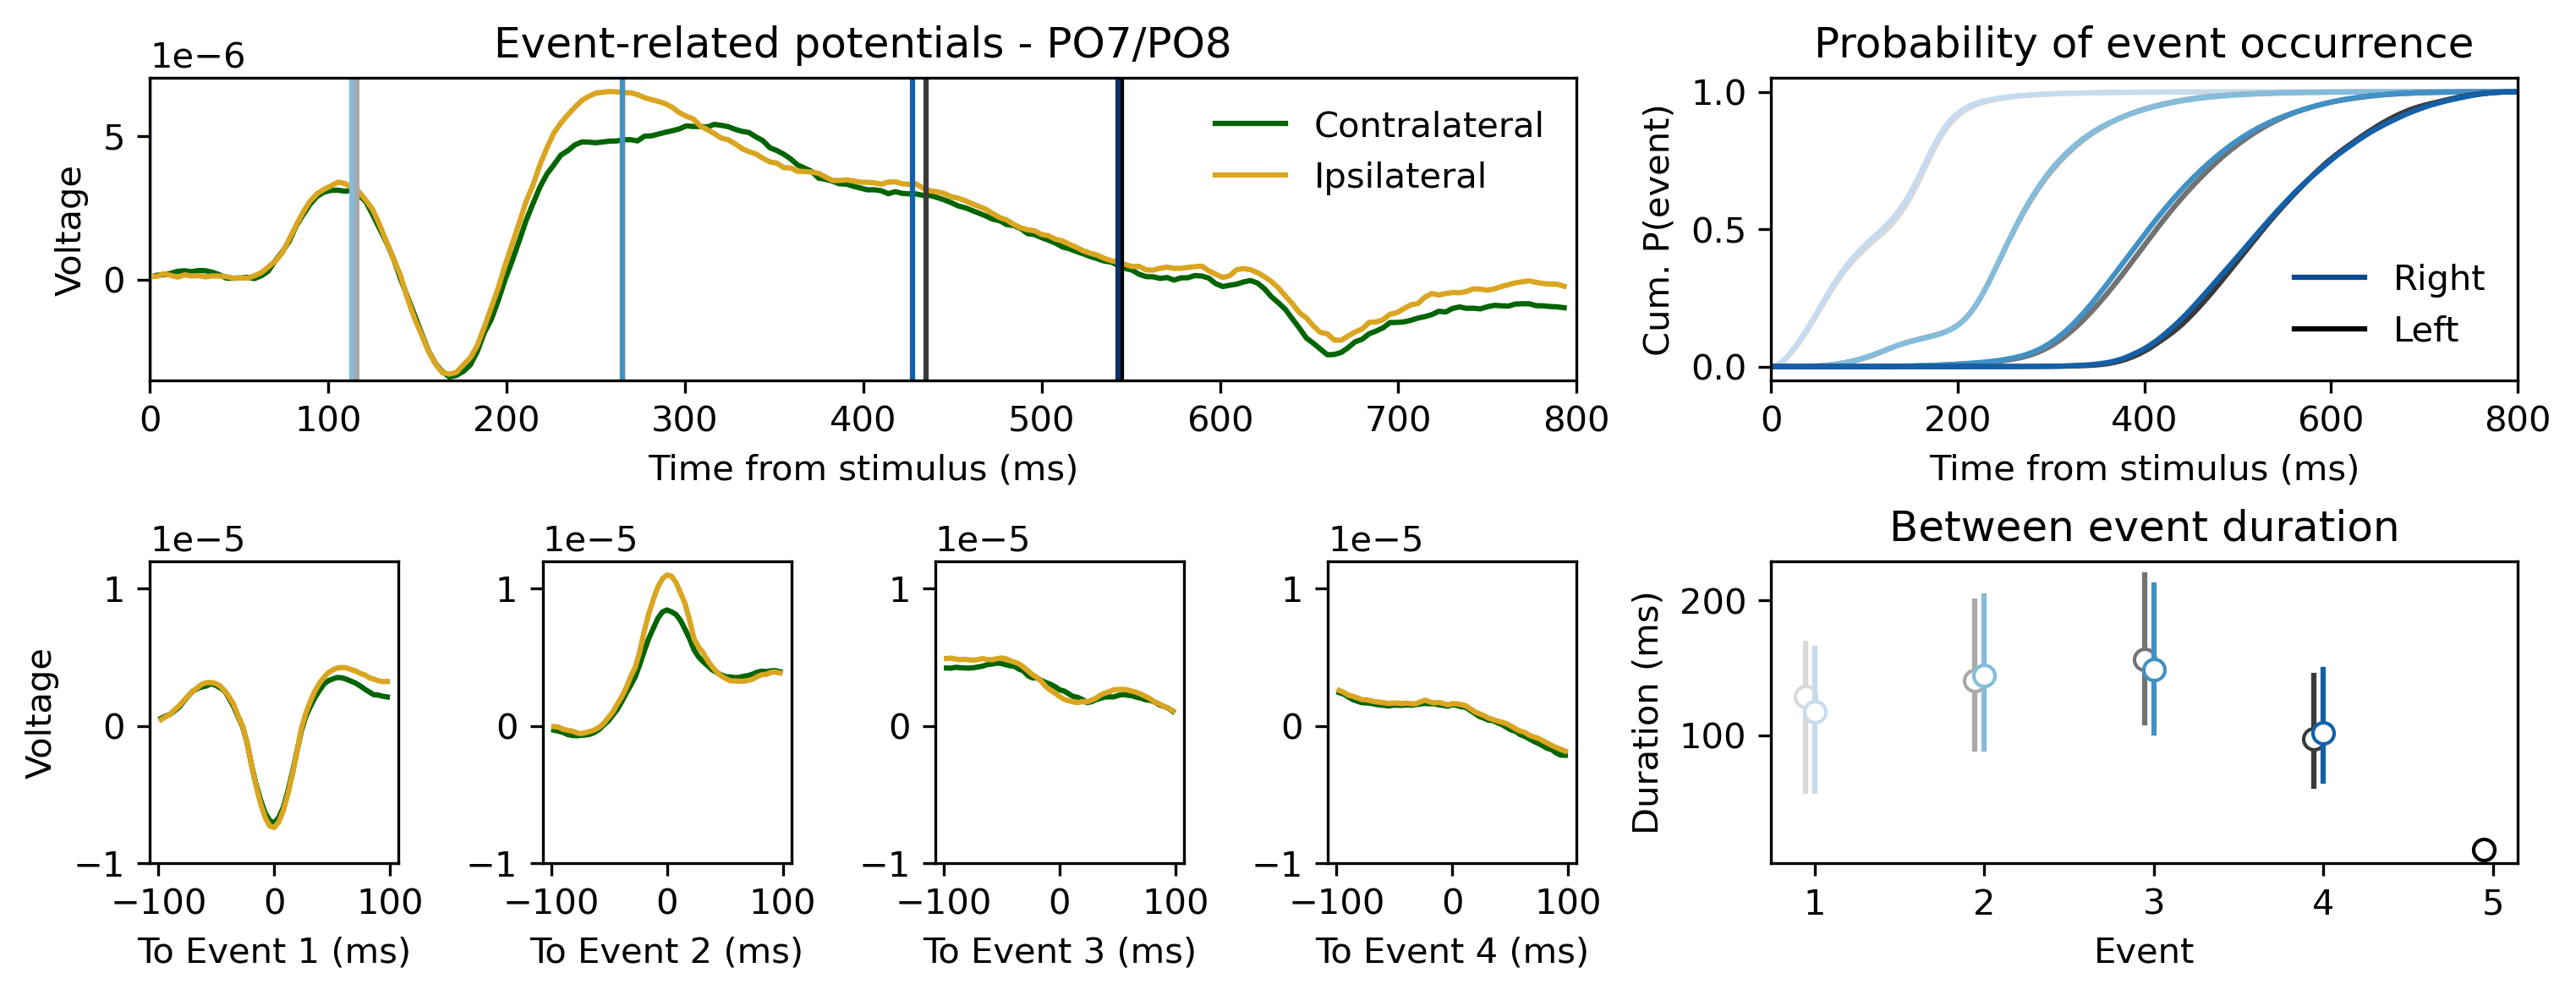 Event-related potentials - PO7/PO8
1e−6
Voltage
5
0
Contralateral
Ipsilateral
0 100 200 300 400 500 600 700 800
Time from stimulus (ms)
Probability of event occurrence
Cum. P(event)
1.0
0.5
0.0
Right
Left
0 200 400 600 800
Time from stimulus (ms)
1e−5
Voltage
1
0
−1
−100 0 100
To Event 1 (ms)
1e−5
1
0
−1
−100 0 100
To Event 2 (ms)
1e−5
1
0
−1
−100 0 100
To Event 3 (ms)
1e−5
1
0
−1
−100 0 100
To Event 4 (ms)
Between event duration
Duration (ms)
200
100
1 2 3 4 5
Event